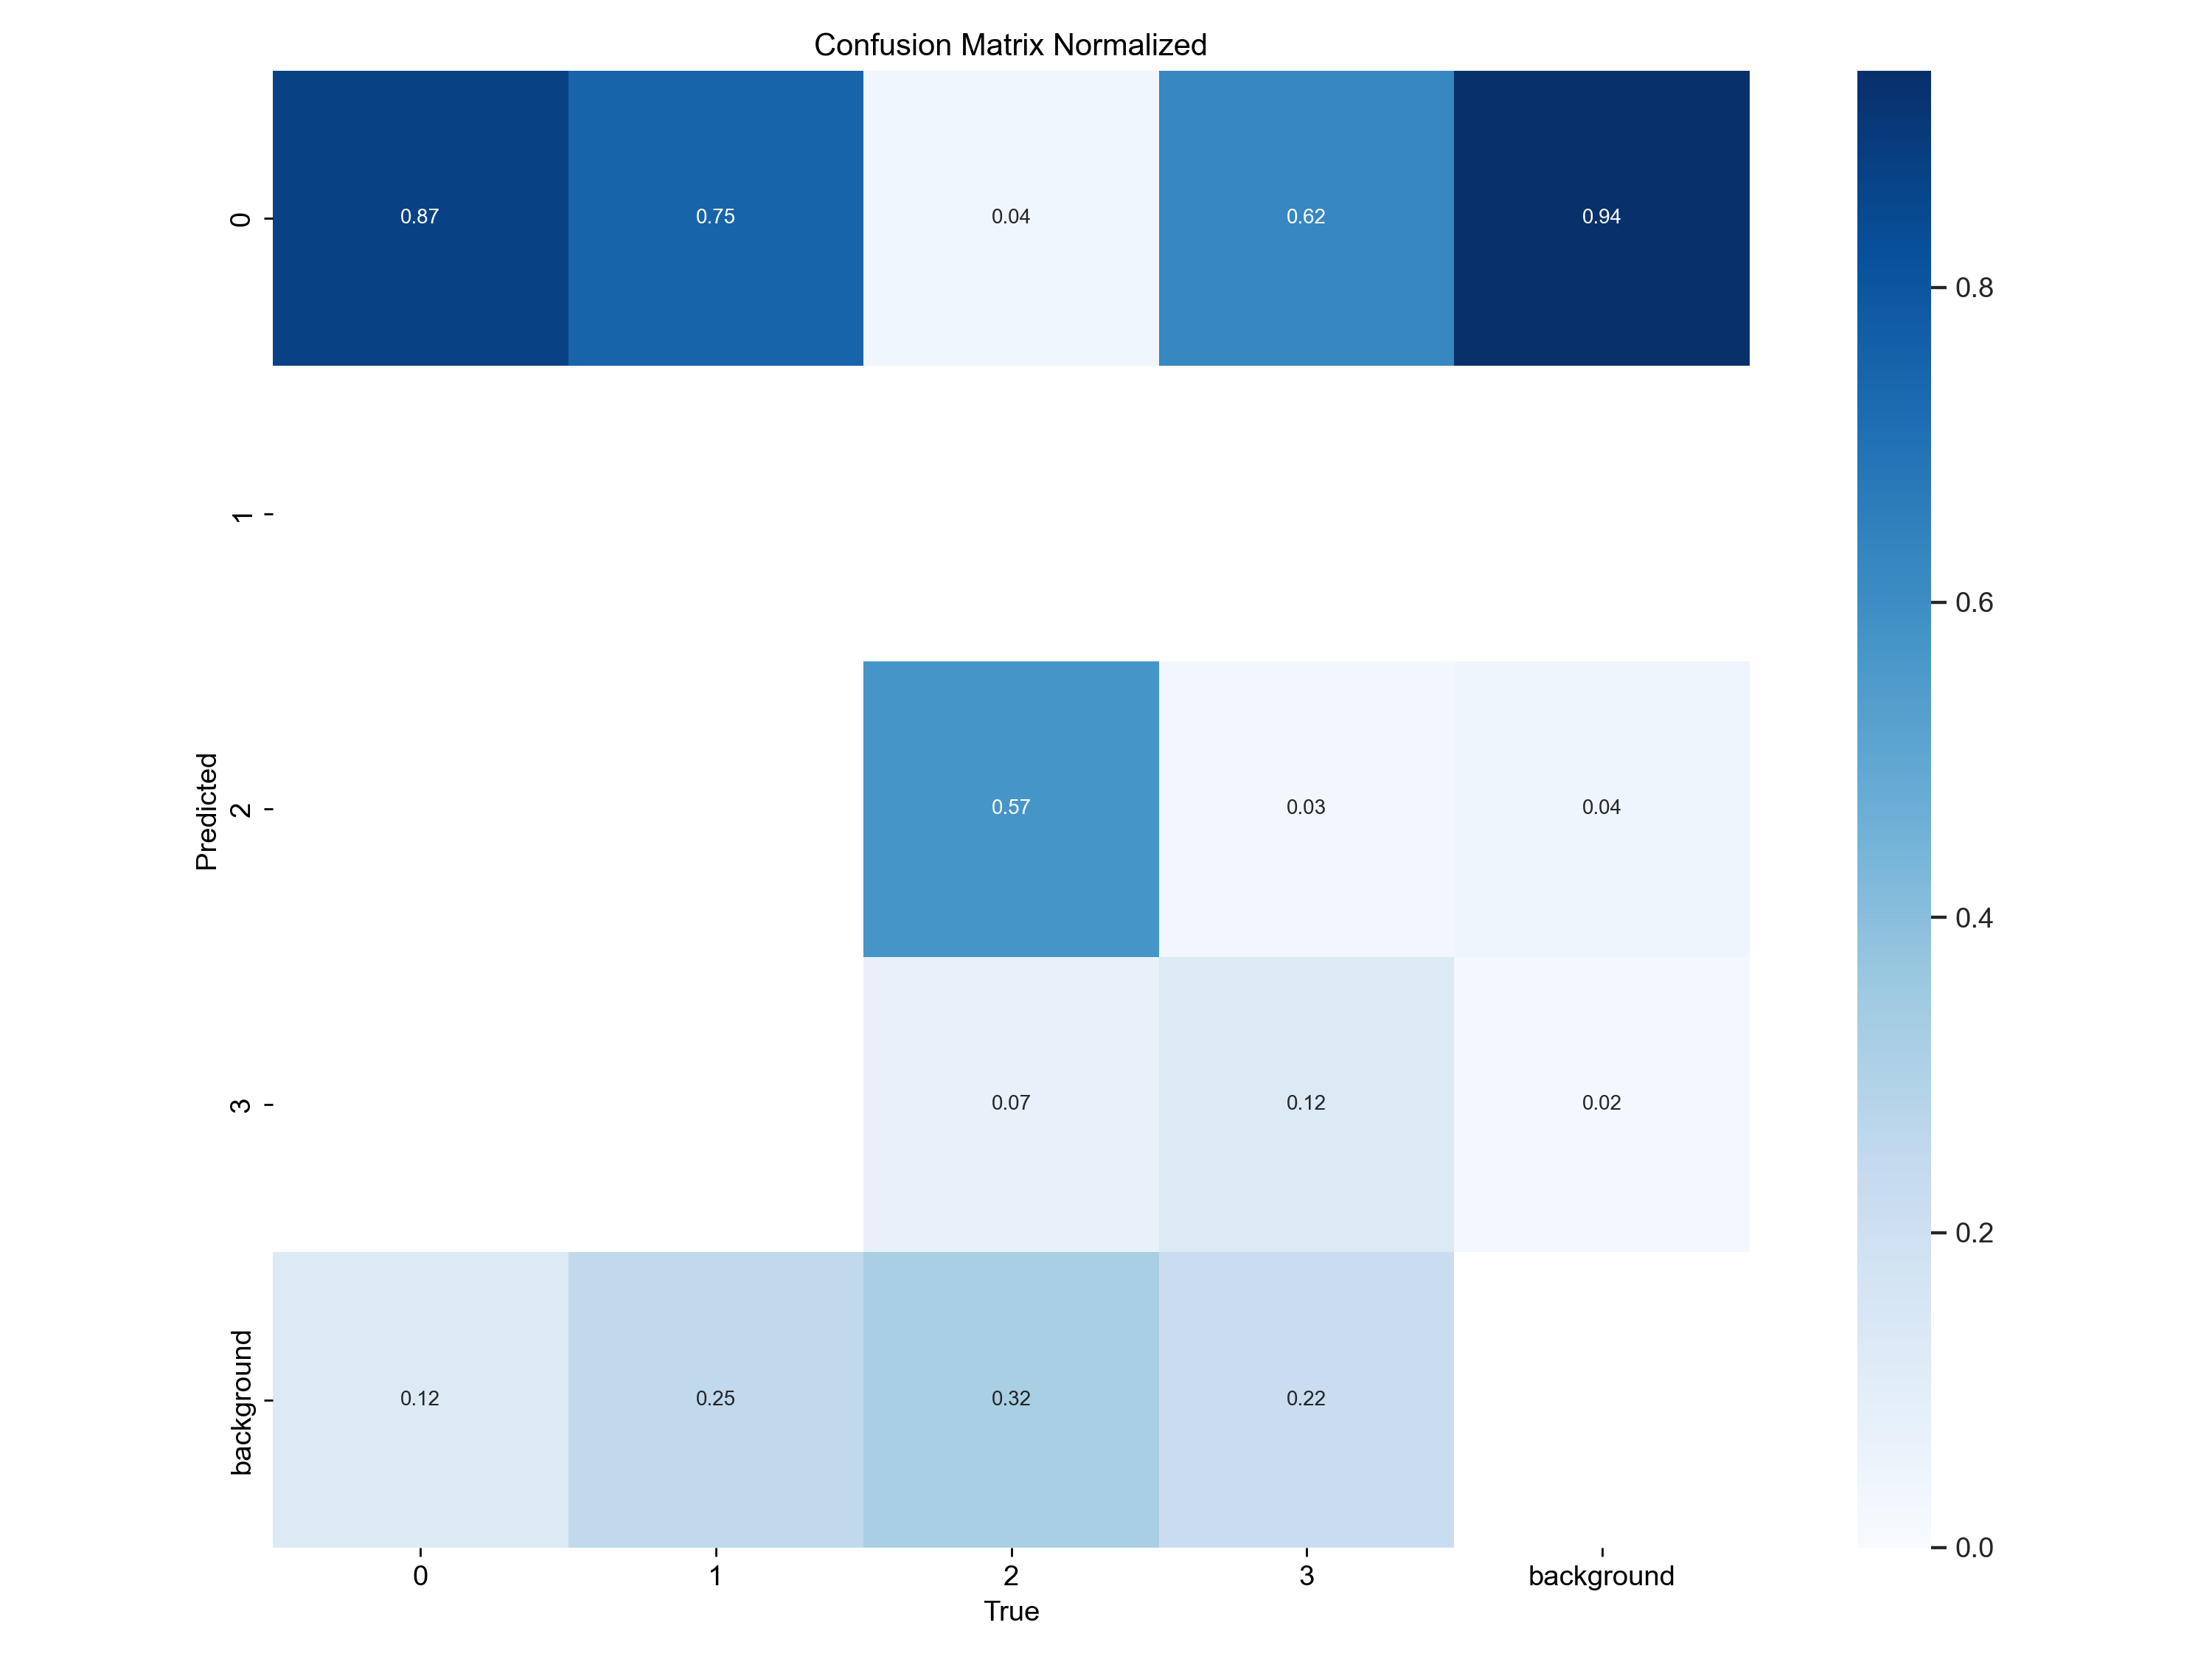 Confusion Matrix Normalized
0 0.87 0.75 0.04 0.62 0.94
1
2 0.57 0.03 0.04
3 0.07 0.12 0.02
background 0.12 0.25 0.32 0.22
Predicted
0 1 2 3 background
True
0.8
0.6
0.4
0.2
0.0